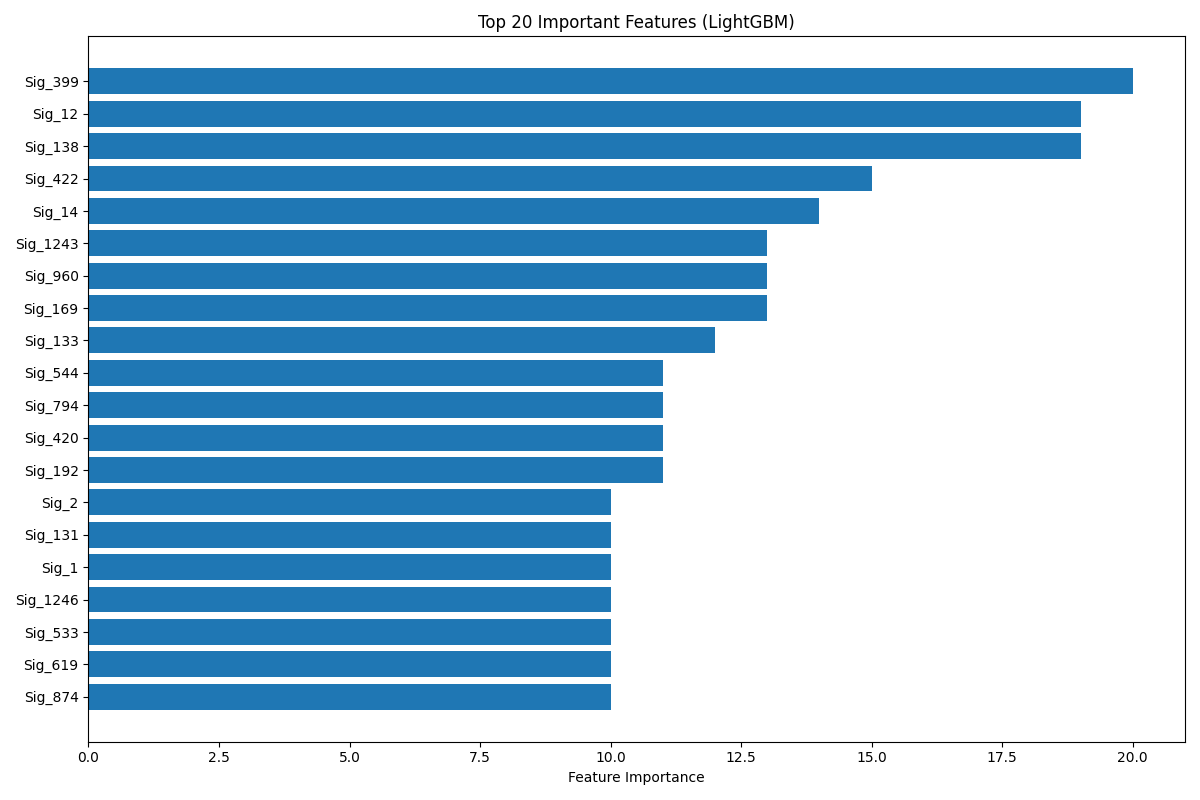 Top 20 Important Features (LightGBM)
Sig_399
Sig_12
Sig_138
Sig_422
Sig_14
Sig_1243
Sig_960
Sig_169
Sig_133
Sig_544
Sig_794
Sig_420
Sig_192
Sig_2
Sig_131
Sig_1
Sig_1246
Sig_533
Sig_619
Sig_874
0.0 2.5 5.0 7.5 10.0 12.5 15.0 17.5 20.0
Feature Importance